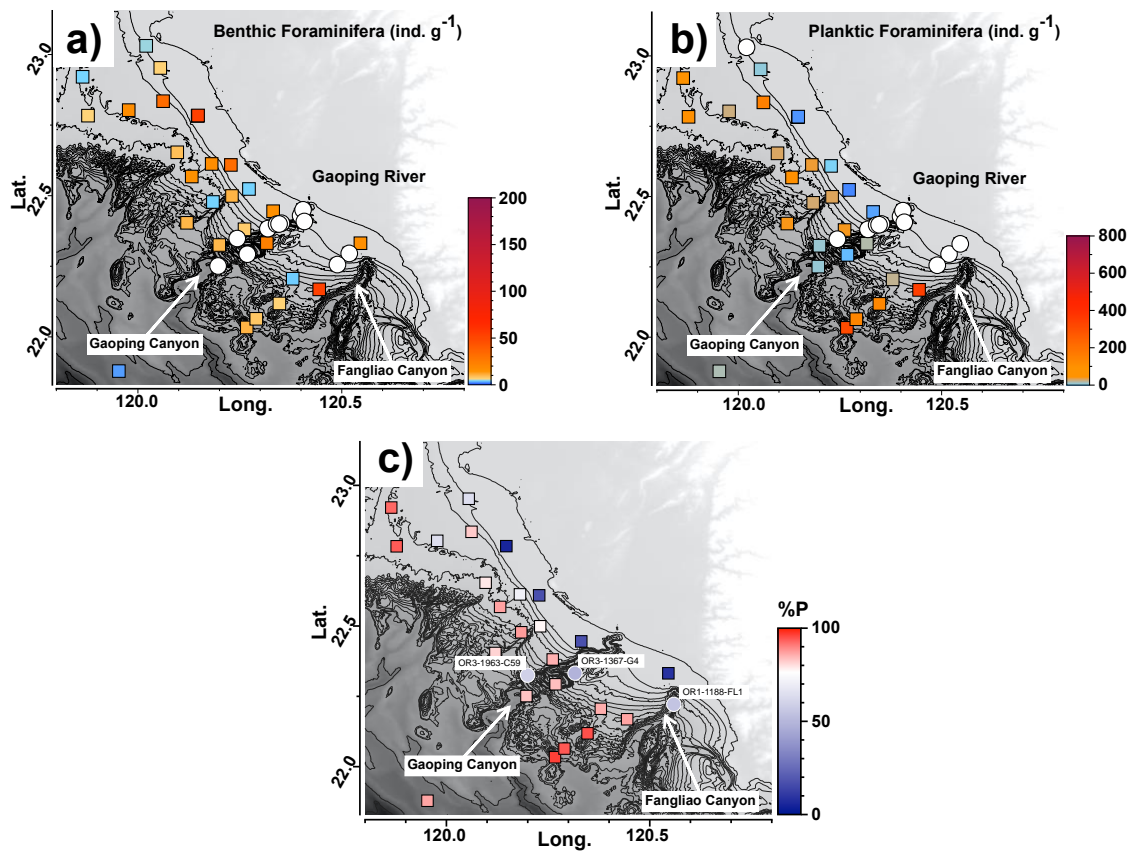 a)
Benthic Foraminifera (ind. g⁻¹)
23.0
22.5
22.0
Lat.
Gaoping River
200
150
100
50
0
Gaoping Canyon
Fangliao Canyon
120.0
120.5
Long.
b)
Planktic Foraminifera (ind. g⁻¹)
23.0
22.5
22.0
Lat.
Gaoping River
800
600
400
200
0
Gaoping Canyon
Fangliao Canyon
120.0
120.5
Long.
c)
23.0
22.5
22.0
Lat.
%P
100
50
0
OR3-1963-C59
OR3-1367-G4
OR1-1188-FL1
Gaoping Canyon
Fangliao Canyon
120.0
120.5
Long.